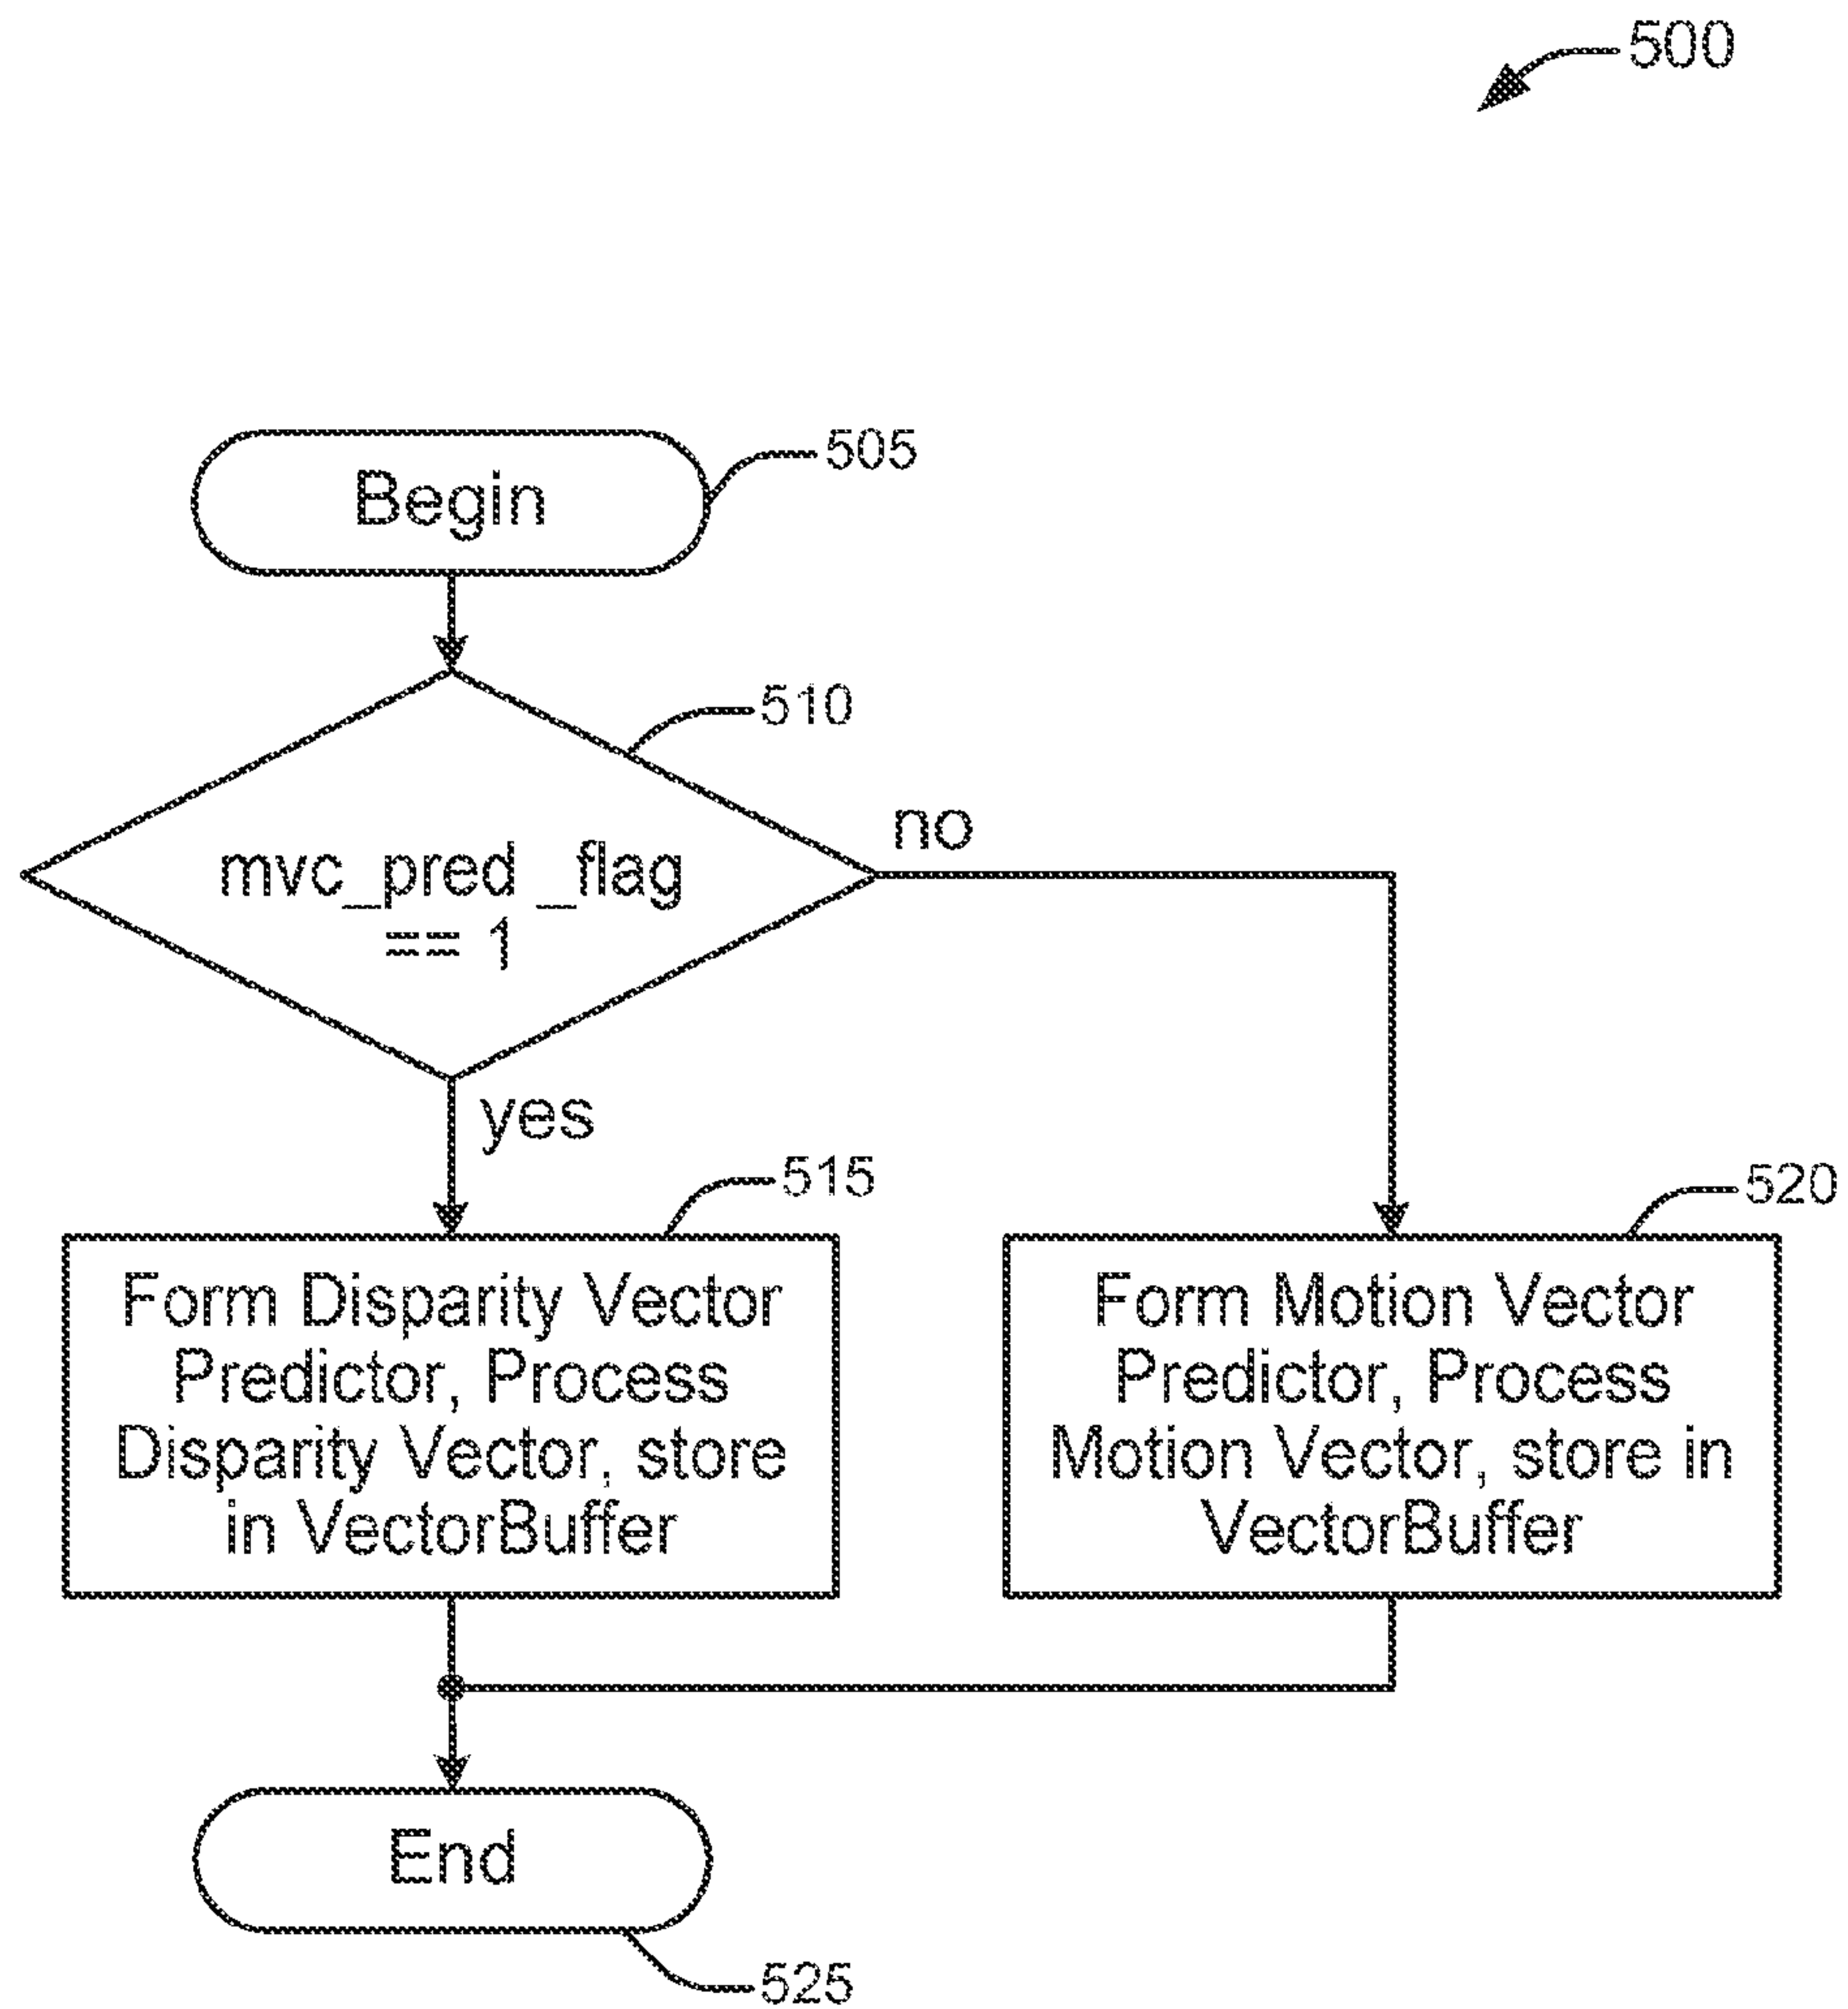 500
Begin
505
510
mvc_pred _flag
== 1
no
yes
515
Form Disparity Vector
Predictor, Process
Disparity Vector, store
in VectorBuffer
520
Form Motion Vector
Predictor, Process
Motion Vector, store in
VectorBuffer
End
525